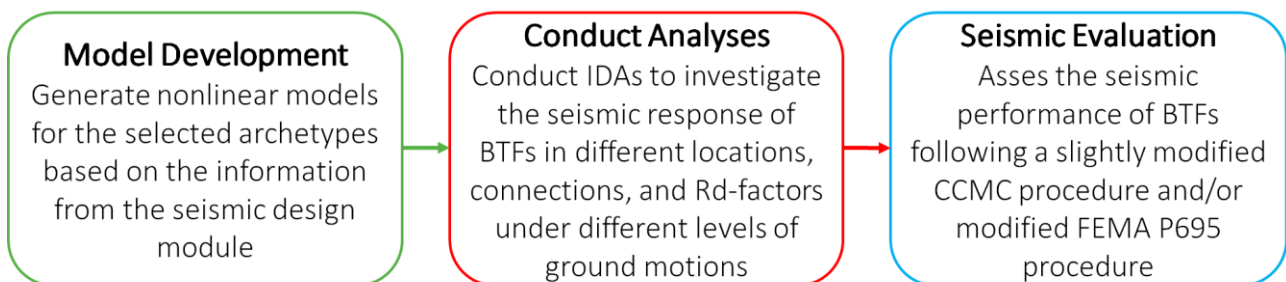 Model Development
Generate nonlinear models
for the selected archetypes
based on the information
from the seismic design
module
Conduct Analyses
Conduct IDAs to investigate
the seismic response of
BTFs in different locations,
connections, and Rd-factors
under different levels of
ground motions
Seismic Evaluation
Asses the seismic
performance of BTFs
following a slightly modified
CCMC procedure and/or
modified FEMA P695
procedure